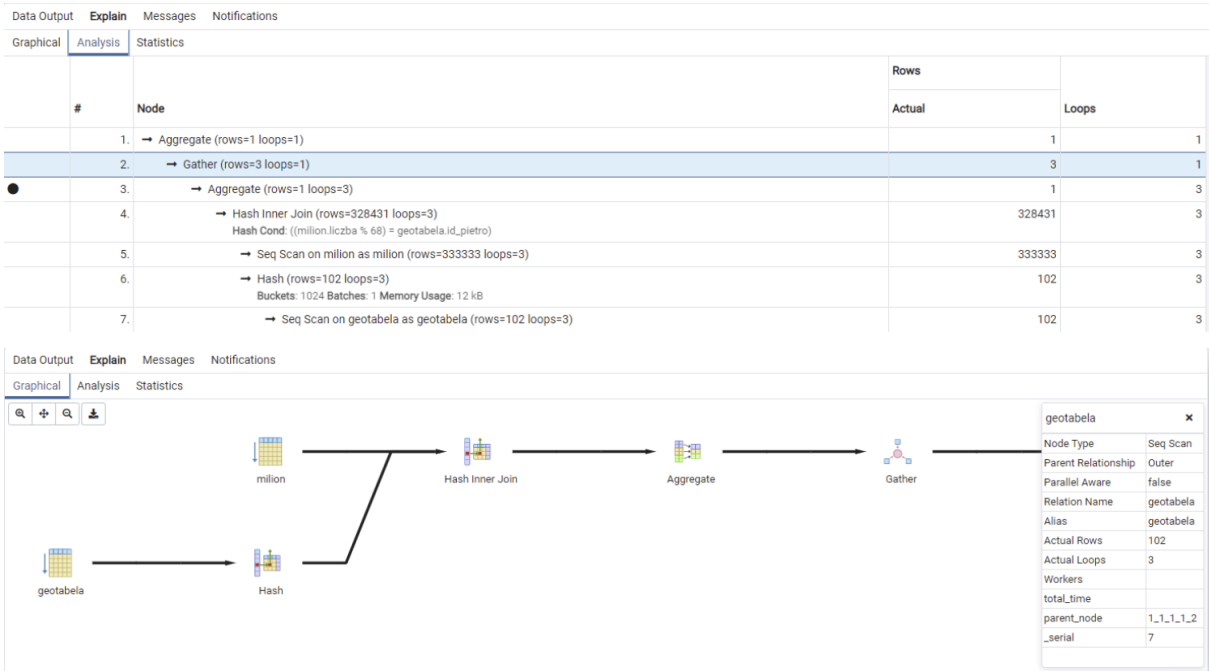 Data Output Explain Messages Notifications
Graphical Analysis Statistics
Rows
# Node Actual Loops
1. → Aggregate (rows=1 loops=1) 1 1
2. → Gather (rows=3 loops=1) 3 1
3. → Aggregate (rows=1 loops=3) 1 3
4. → Hash Inner Join (rows=328431 loops=3) 328431 3
Hash Cond: ((milion.liczba % 68) = geotabela.id_pietro)
5. → Seq Scan on milion as milion (rows=333333 loops=3) 333333 3
6. → Hash (rows=102 loops=3) 102 3
Buckets: 1024 Batches: 1 Memory Usage: 12 kB
7. → Seq Scan on geotabela as geotabela (rows=102 loops=3) 102 3
Data Output Explain Messages Notifications
Graphical Analysis Statistics
milion
Hash Inner Join
Aggregate
Gather
geotabela
Hash
geotabela ×
Node Type Seq Scan
Parent Relationship Outer
Parallel Aware false
Relation Name geotabela
Alias geotabela
Actual Rows 102
Actual Loops 3
Workers
total_time
parent_node 1_1_1_1_2
_serial 7